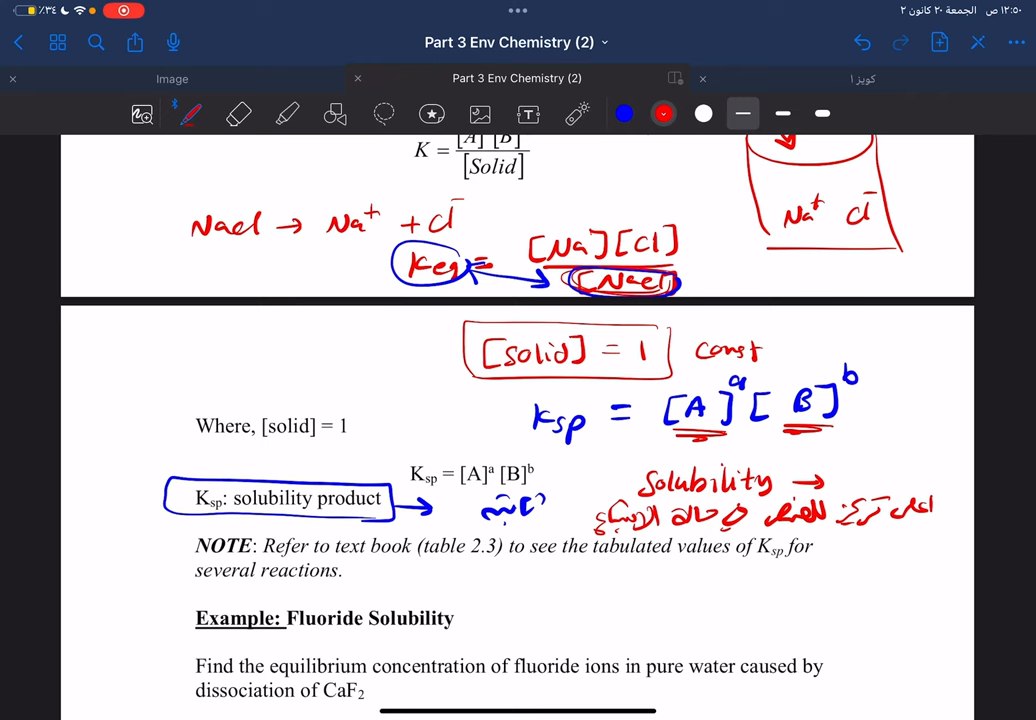 ٪٣٤ ١٢:٥٠ ص الجمعة ٢٠ كانون ٢
Part 3 Env Chemistry (2)
Image Part 3 Env Chemistry (2) كويز ١
K = [A] [B] / [Solid]
Nacl → Na⁺ + Cl⁻
Na⁺ Cl⁻
Keq = [Na⁺][Cl] / [Nacl]
[solid] = 1 const
Ksp = [A]ᵃ [B]ᵇ
Where, [solid] = 1
Ksp = [A]ᵃ [B]ᵇ
Solubility →
Ksp: solubility product →
اعلى تركيز في حالة
NOTE: Refer to text book (table 2.3) to see the tabulated values of Ksp for
several reactions.
Example: Fluoride Solubility
Find the equilibrium concentration of fluoride ions in pure water caused by
dissociation of CaF₂